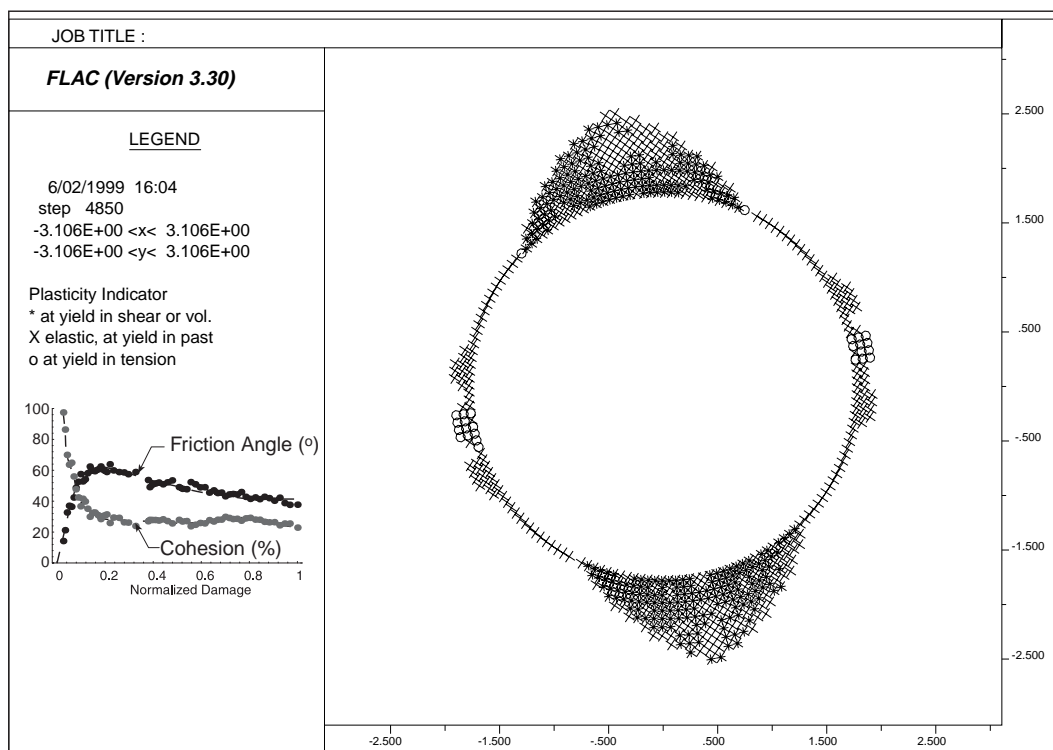 JOB TITLE :
FLAC (Version 3.30)
LEGEND
6/02/1999 16:04
step 4850
-3.106E+00 <x< 3.106E+00
-3.106E+00 <y< 3.106E+00
Plasticity Indicator
* at yield in shear or vol.
X elastic, at yield in past
o at yield in tension
100
80
60
40
20
0
Friction Angle (º)
Cohesion (%)
0 0.2 0.4 0.6 0.8 1
Normalized Damage
2.500
1.500
.500
-.500
-1.500
-2.500
-2.500 -1.500 -.500 .500 1.500 2.500